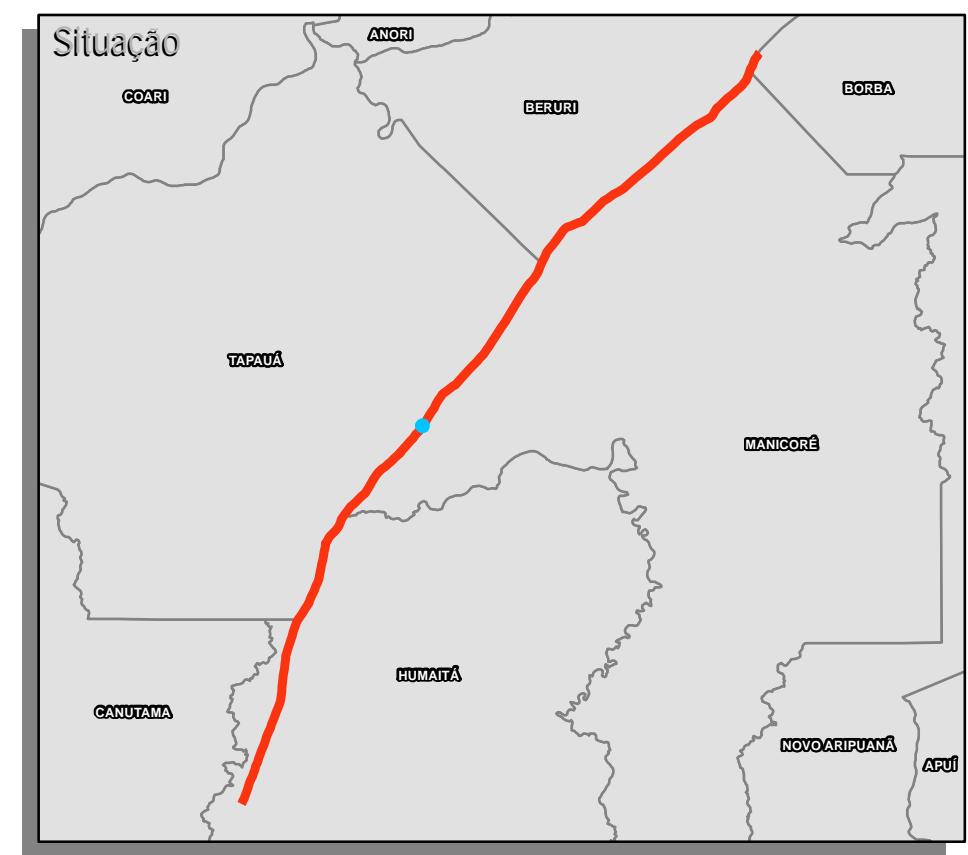 Situação
ANORI
COARI
BORBA
BERURI
TAPAUÁ
MANICORÉ
HUMAITÁ
CANUTAMA
NOVO ARIPUANÃ
APUÍ